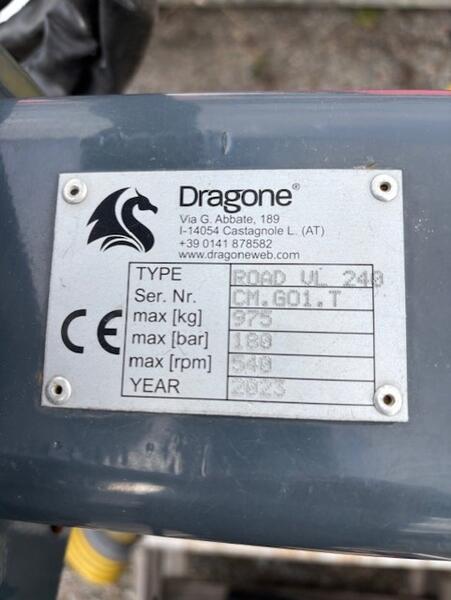 Dragone®
Via G. Abbate, 189
I-14054 Castagnole L. (AT)
+39 0141 878582
www.dragoneweb.com
TYPE ROAD VL 240
Ser. Nr. CM.G01.T
max [kg] 975
max [bar] 180
max [rpm] 540
YEAR 2023
CE